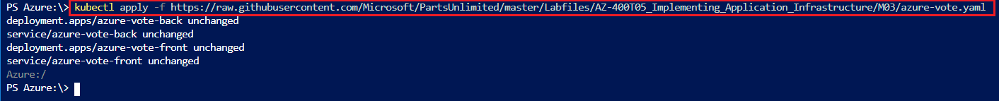 PS Azure:\> kubectl apply -f https://raw.githubusercontent.com/Microsoft/PartsUnlimited/master/Labfiles/AZ-400T05_Implementing_Application_Infrastructure/M03/azure-vote.yaml
deployment.apps/azure-vote-back unchanged
service/azure-vote-back unchanged
deployment.apps/azure-vote-front unchanged
service/azure-vote-front unchanged
Azure:/
PS Azure:\>